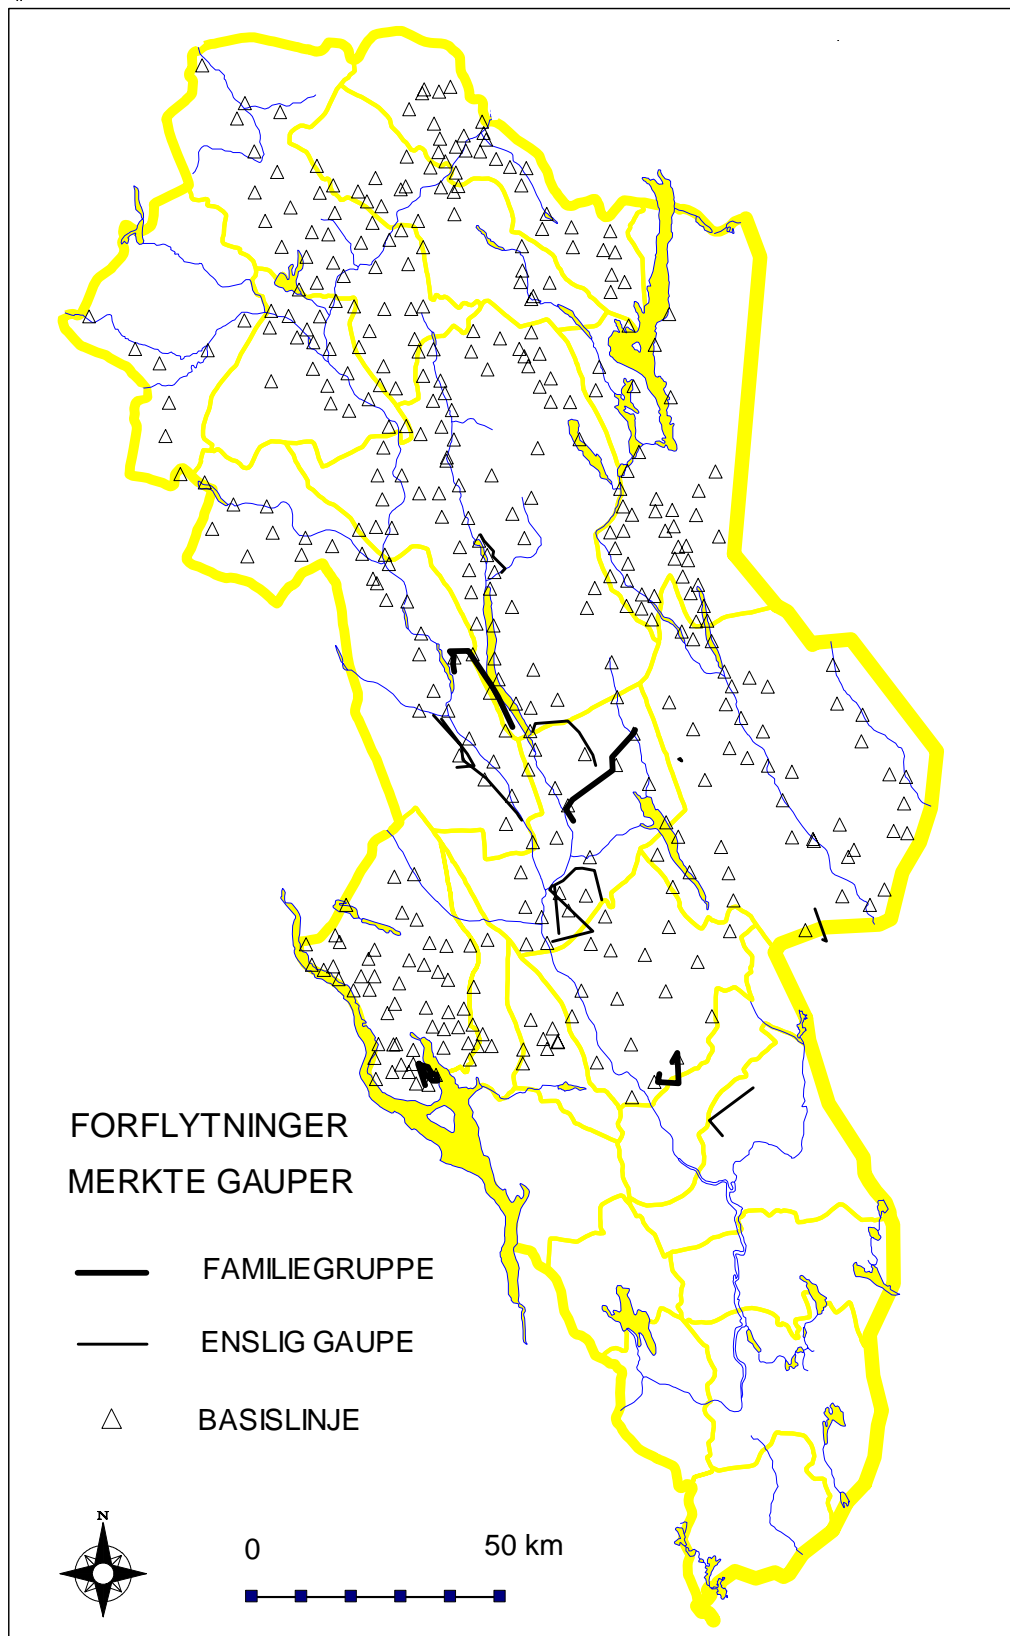 FORFLYTNINGER
MERKTE GAUPER
FAMILIEGRUPPE
ENSLIG GAUPE
BASISLINJE
N
0 50 km